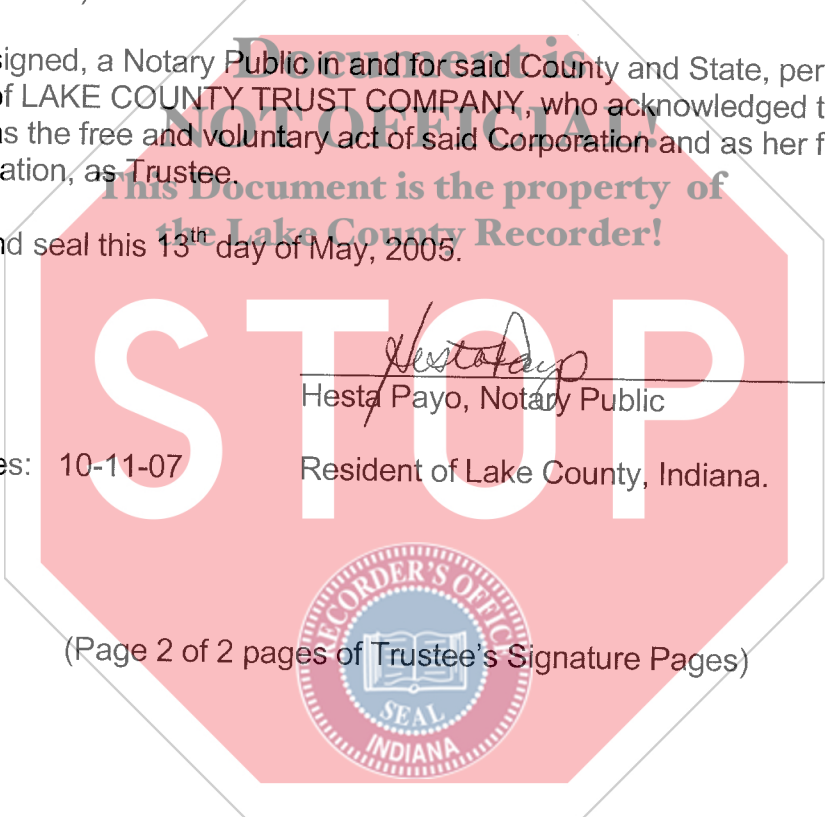 Document is
signed, a Notary Public in and for said County and State, per
of LAKE COUNTY TRUST COMPANY, who acknowledged t
NOT OFFICIAL!
as the free and voluntary act of said Corporation and as her f
ation, as Trustee.
This Document is the property of
the Lake County Recorder!
nd seal this 13th day of May, 2005.
STOP
Hesta Payo
Hesta Payo, Notary Public
es: 10-11-07 Resident of Lake County, Indiana.
RECORDER'S OFFIC
(Page 2 of 2 pages of Trustee's Signature Pages)
SEAL
INDIANA